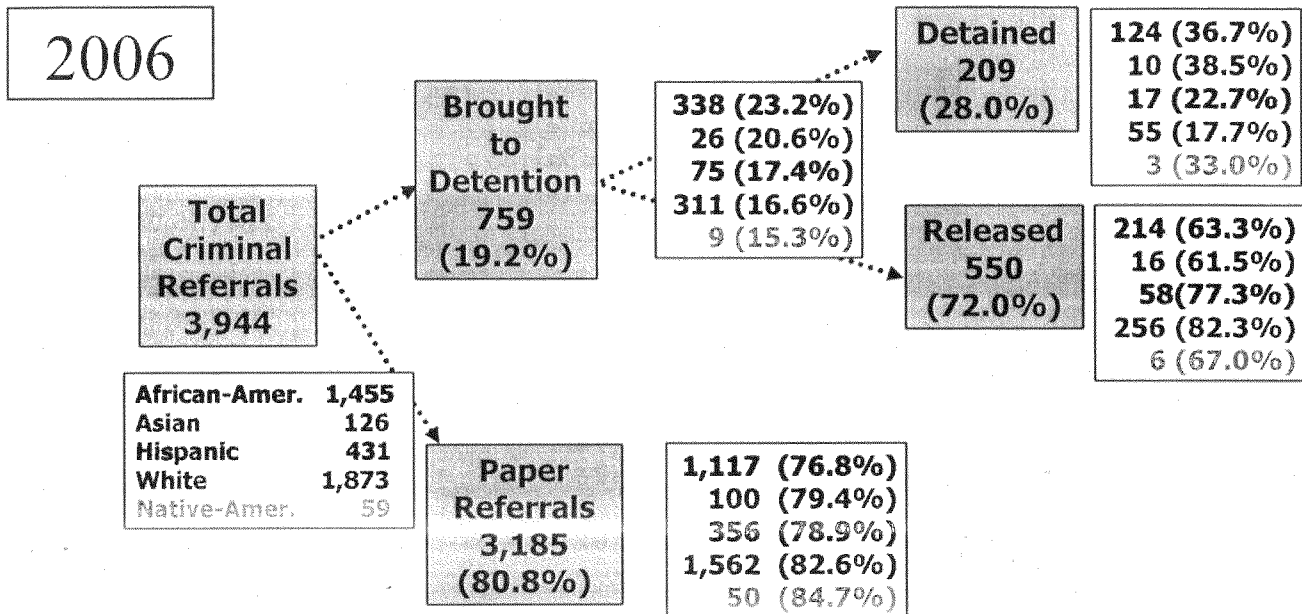 2006
Total
Criminal
Referrals
3,944
African-Amer. 1,455
Asian 126
Hispanic 431
White 1,873
Native-Amer. 59
Brought
to
Detention
759
(19.2%)
338 (23.2%)
26 (20.6%)
75 (17.4%)
311 (16.6%)
9 (15.3%)
Detained
209
(28.0%)
124 (36.7%)
10 (38.5%)
17 (22.7%)
55 (17.7%)
3 (33.0%)
Released
550
(72.0%)
214 (63.3%)
16 (61.5%)
58(77.3%)
256 (82.3%)
6 (67.0%)
Paper
Referrals
3,185
(80.8%)
1,117 (76.8%)
100 (79.4%)
356 (78.9%)
1,562 (82.6%)
50 (84.7%)